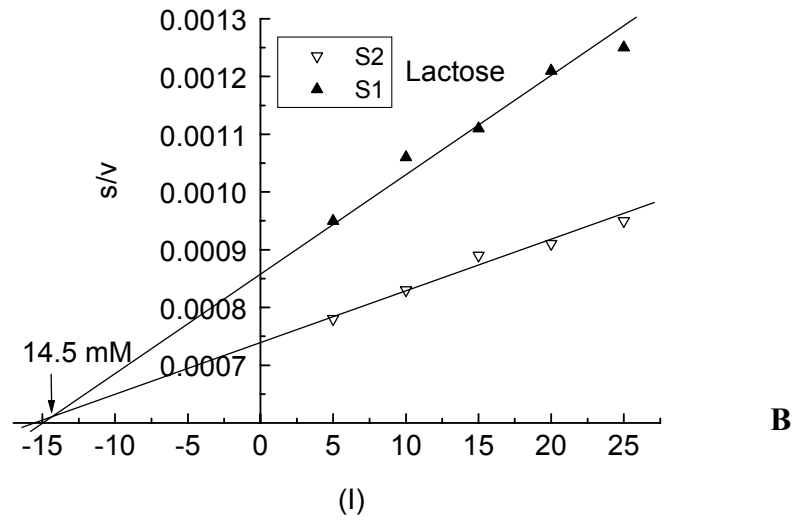 0.0013
0.0012
0.0011
0.0010
0.0009
0.0008
0.0007
s/v
▽ S2
▲ S1
Lactose
14.5 mM
-15 -10 -5 0 5 10 15 20 25
(I)
B